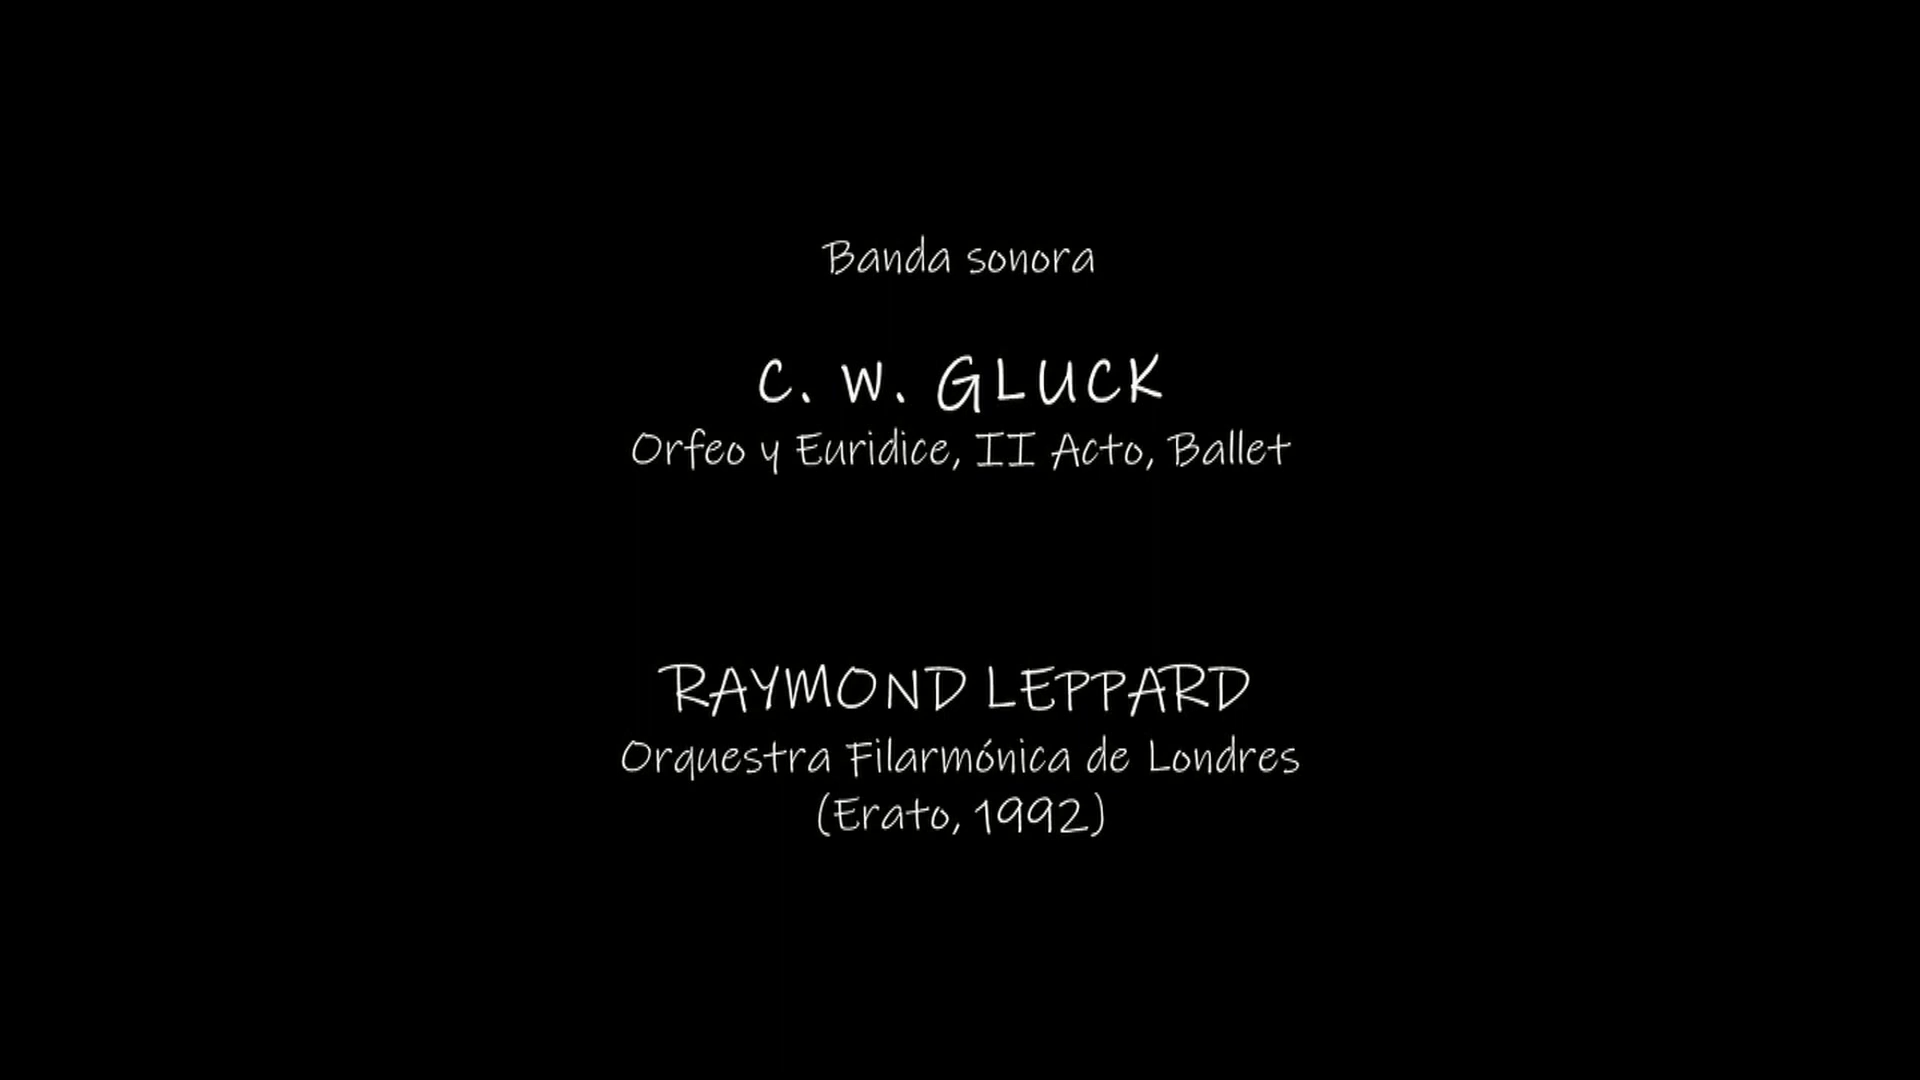 Banda sonora
C. W. GLUCK
Orfeo y Euridice, II Acto, Ballet
RAYMOND LEPPARD
Orquestra Filarmónica de Londres
(Erato, 1992)